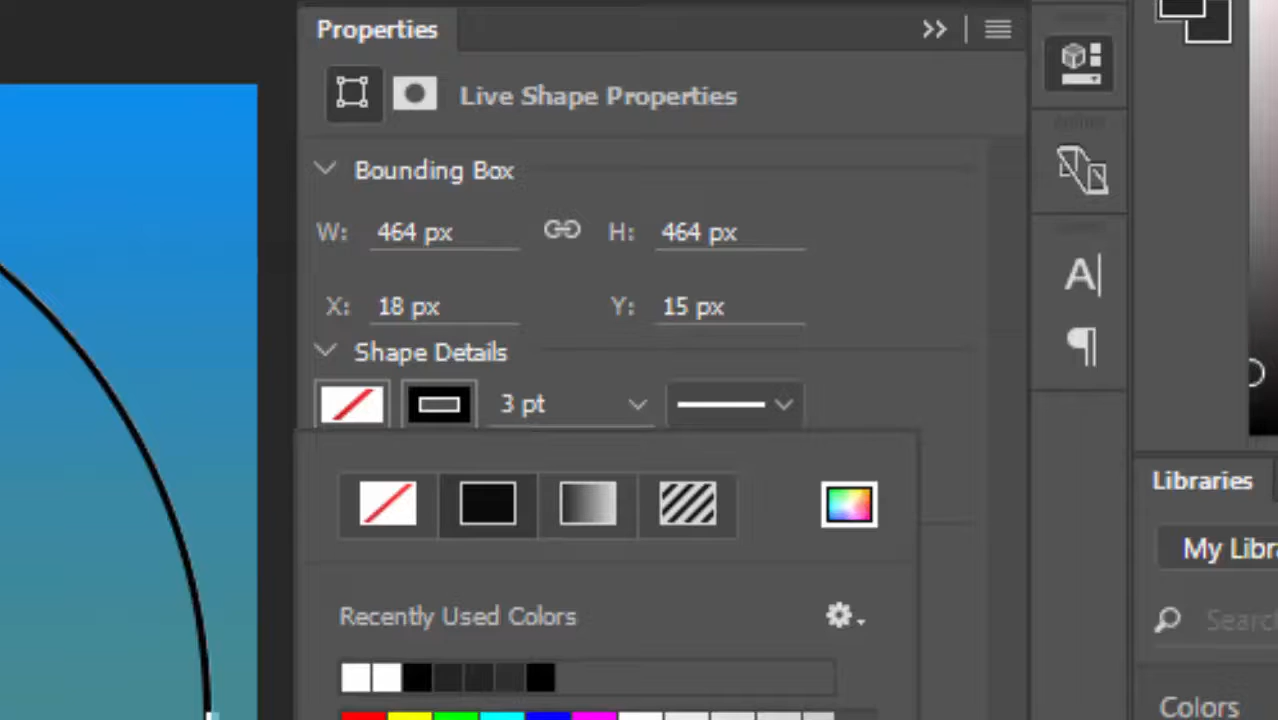 Properties
Live Shape Properties
Bounding Box
W: 464 px H: 464 px
X: 18 px Y: 15 px
Shape Details
3 pt
Recently Used Colors
A
Libraries
My Libr
Search
Colors